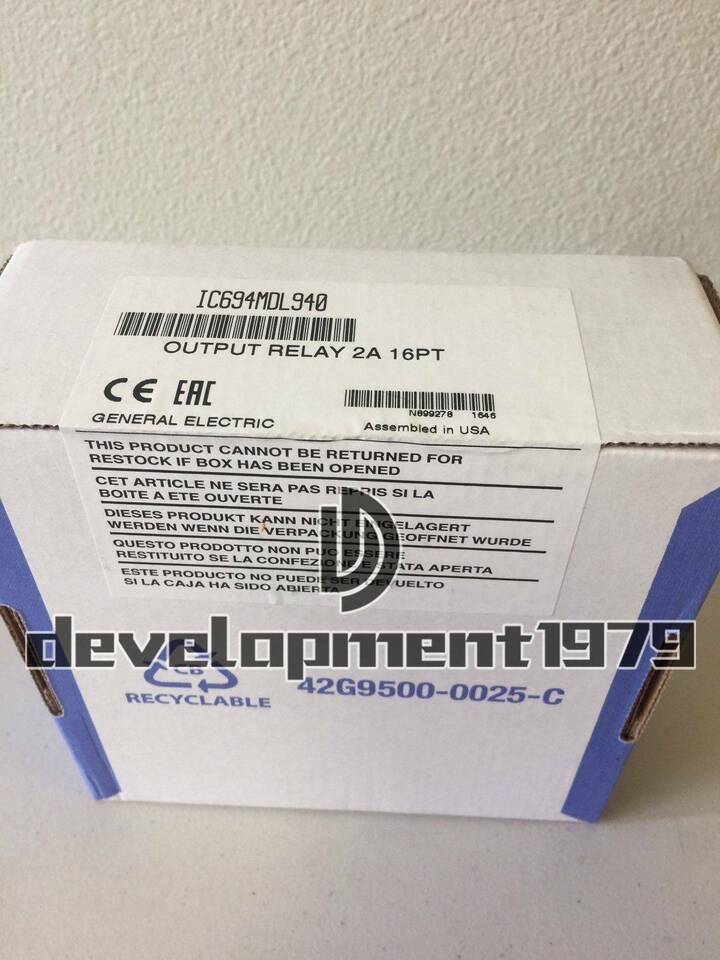 IC694MDL940
OUTPUT RELAY 2A 16PT
CE EAC
N899278 1646
GENERAL ELECTRIC
Assembled in USA
THIS PRODUCT CANNOT BE RETURNED FOR
RESTOCK IF BOX HAS BEEN OPENED
CET ARTICLE NE SERA PAS REPRIS SI LA
BOITE A ETE OUVERTE
DIESES PRODUKT KANN NICHT EINGELAGERT
WERDEN WENN DIE VERPACKUNG GEOFFNET WURDE
QUESTO PRODOTTO NON PUO ESSERE
RESTITUITO SE LA CONFEZIONE E STATA APERTA
ESTE PRODUCTO NO PUEDE SER DEVUELTO
SI LA CAJA HA SIDO ABIERTA
D
development1979
CB
RECYCLABLE
42G9500-0025-C